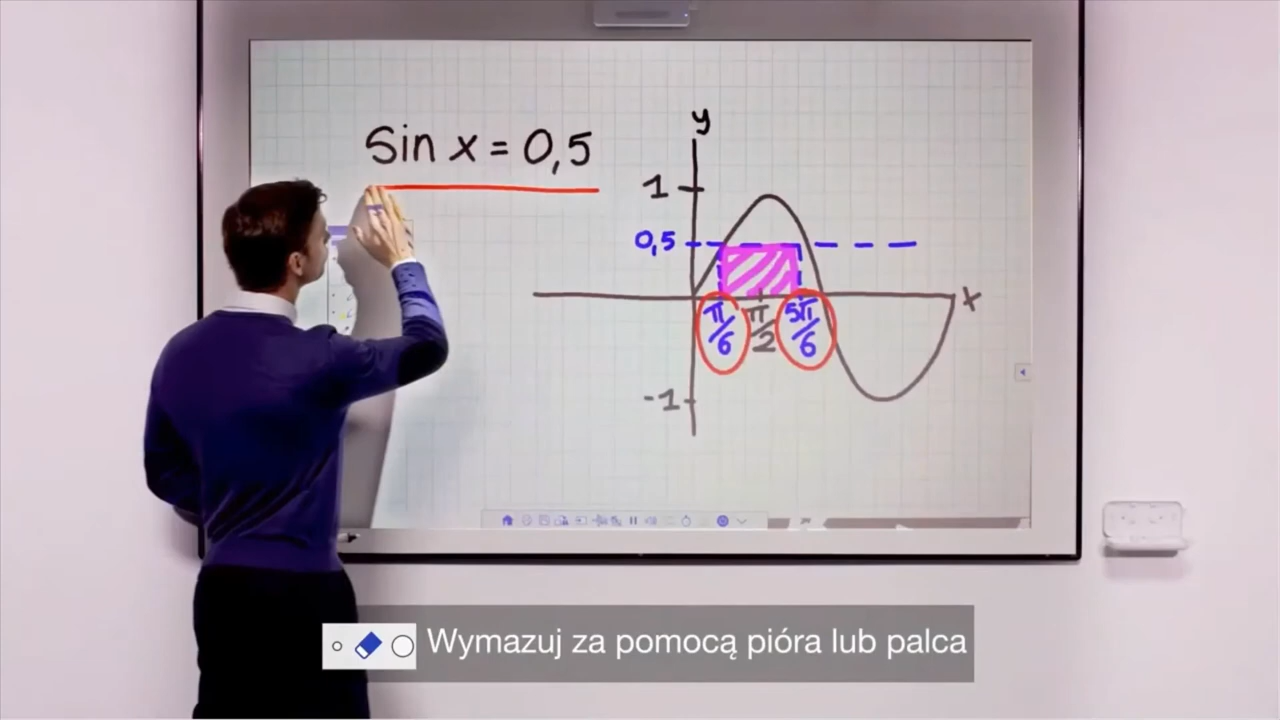 Sin x = 0,5
y
1
0,5
x
π/6
π/2
5π/6
-1
Wymazuj za pomocą pióra lub palca